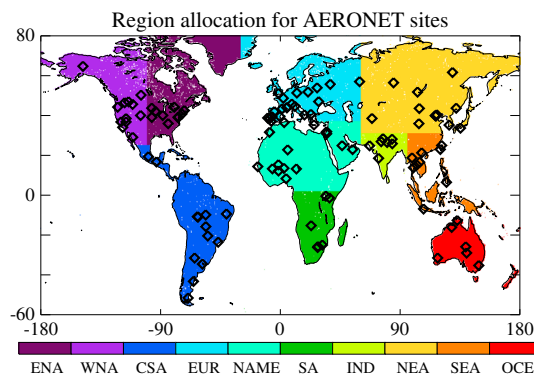 Region allocation for AERONET sites
80
0
-60
-180 -90 0 90 180
ENA WNA CSA EUR NAME SA IND NEA SEA OCE